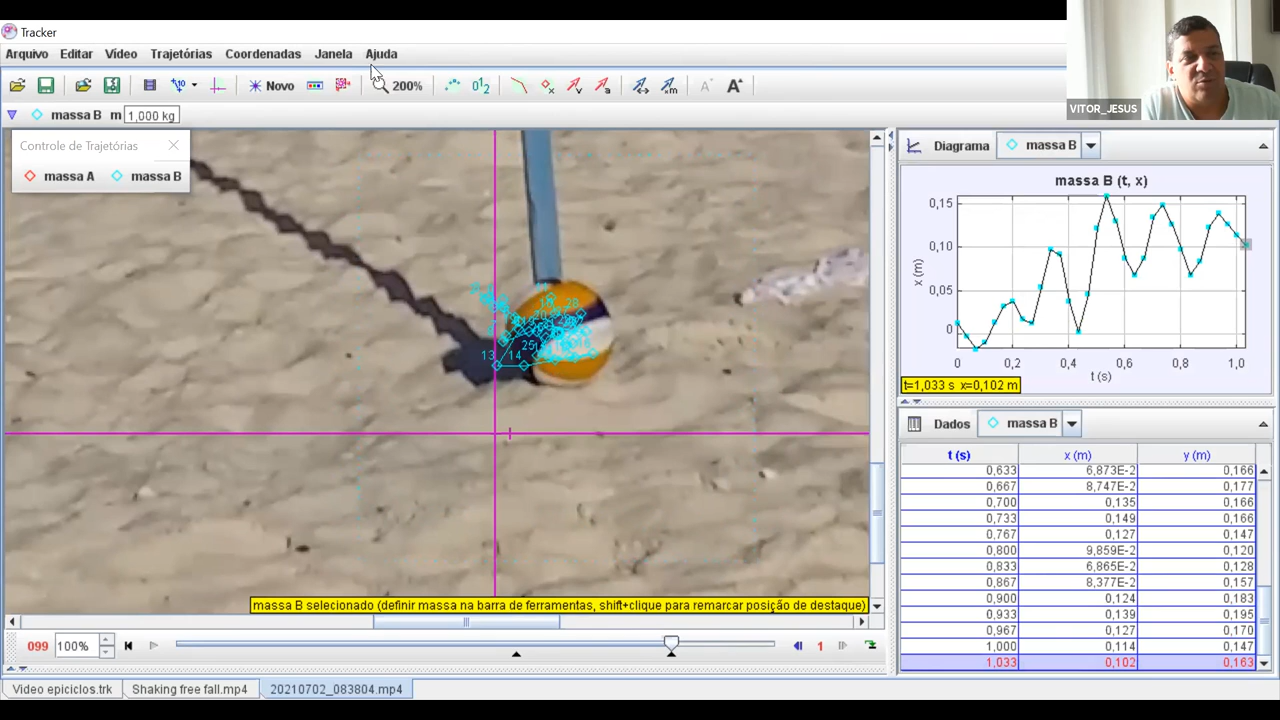 Tracker
Arquivo Editar Vídeo Trajetórias Coordenadas Janela Ajuda
Novo 200%
massa B m 1,000 kg
Controle de Trajetórias
massa A massa B
13 14 25 28
099 100% 1
massa B selecionado (definir massa na barra de ferramentas, shift+clique para remarcar posição de destaque)
Video epiciclos.trk Shaking free fall.mp4 20210702_083804.mp4
VITOR_JESUS
Diagrama massa B
massa B (t, x)
x (m)
0,15
0,10
0,05
0
0 0,2 0,4 0,6 0,8 1,0
t (s)
t=1,033 s x=0,102 m
Dados massa B
t (s) x (m) y (m)
0,633 6,873E-2 0,166
0,667 8,747E-2 0,177
0,700 0,135 0,166
0,733 0,149 0,166
0,767 0,127 0,147
0,800 9,859E-2 0,120
0,833 6,865E-2 0,128
0,867 8,377E-2 0,157
0,900 0,124 0,183
0,933 0,139 0,195
0,967 0,127 0,170
1,000 0,114 0,147
1,033 0,102 0,163